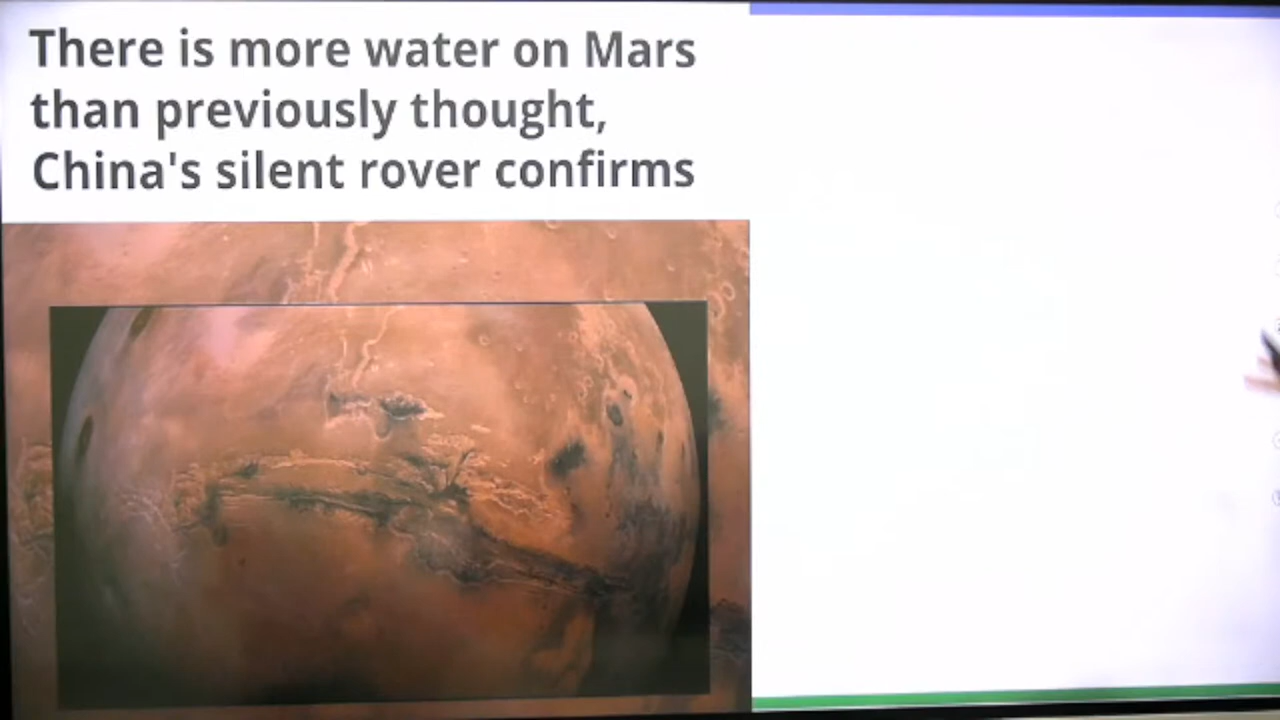 There is more water on Mars
than previously thought,
China's silent rover confirms